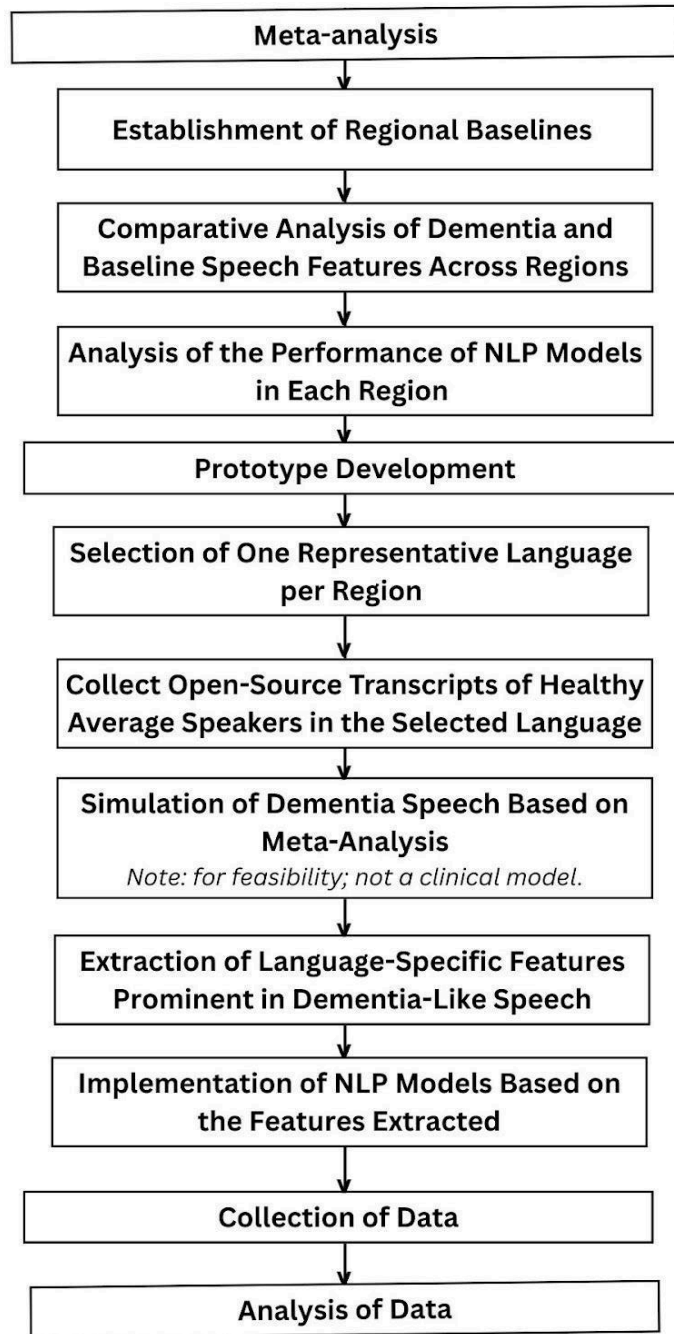 Meta-analysis
Establishment of Regional Baselines
Comparative Analysis of Dementia and
Baseline Speech Features Across Regions
Analysis of the Performance of NLP Models
in Each Region
Prototype Development
Selection of One Representative Language
per Region
Collect Open-Source Transcripts of Healthy
Average Speakers in the Selected Language
Simulation of Dementia Speech Based on
Meta-Analysis
Note: for feasibility; not a clinical model.
Extraction of Language-Specific Features
Prominent in Dementia-Like Speech
Implementation of NLP Models Based on
the Features Extracted
Collection of Data
Analysis of Data